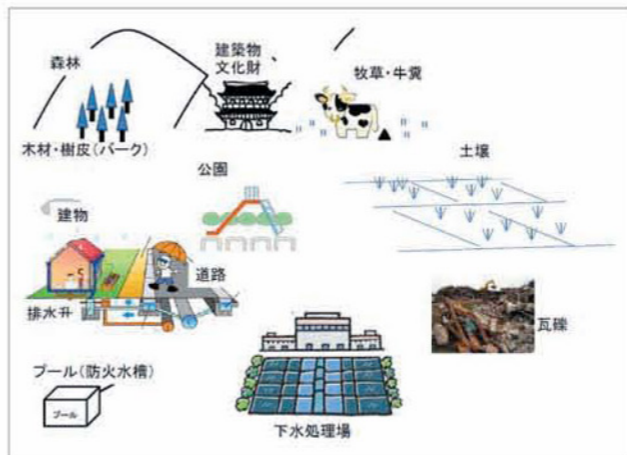 森林
建築物、
文化財
牧草・牛糞
木材・樹皮(バーク)
公園
土壌
建物
道路
排水升
瓦礫
プール(防火水槽)
プール
下水処理場